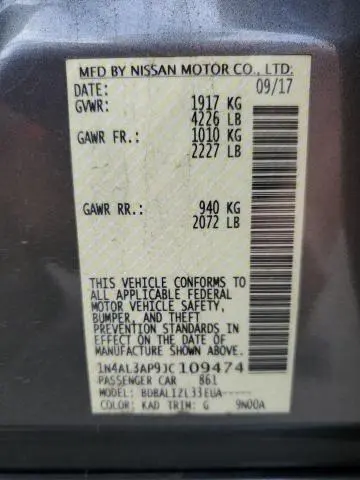 MFD BY NISSAN MOTOR CO., LTD.
DATE: 09/17
GVWR: 1917 KG
4226 LB
GAWR FR.: 1010 KG
2227 LB
GAWR RR.: 940 KG
2072 LB
THIS VEHICLE CONFORMS TO
ALL APPLICABLE FEDERAL
MOTOR VEHICLE SAFETY,
BUMPER, AND THEFT
PREVENTION STANDARDS
IN EFFECT ON THE DATE OF
MANUFACTURE SHOWN ABOVE.
1N4AL3AP9JC109474
PASSENGER CAR 861
MODEL: BDBALIZL33EUA-----
COLOR: KAD TRIM: G 9N00A